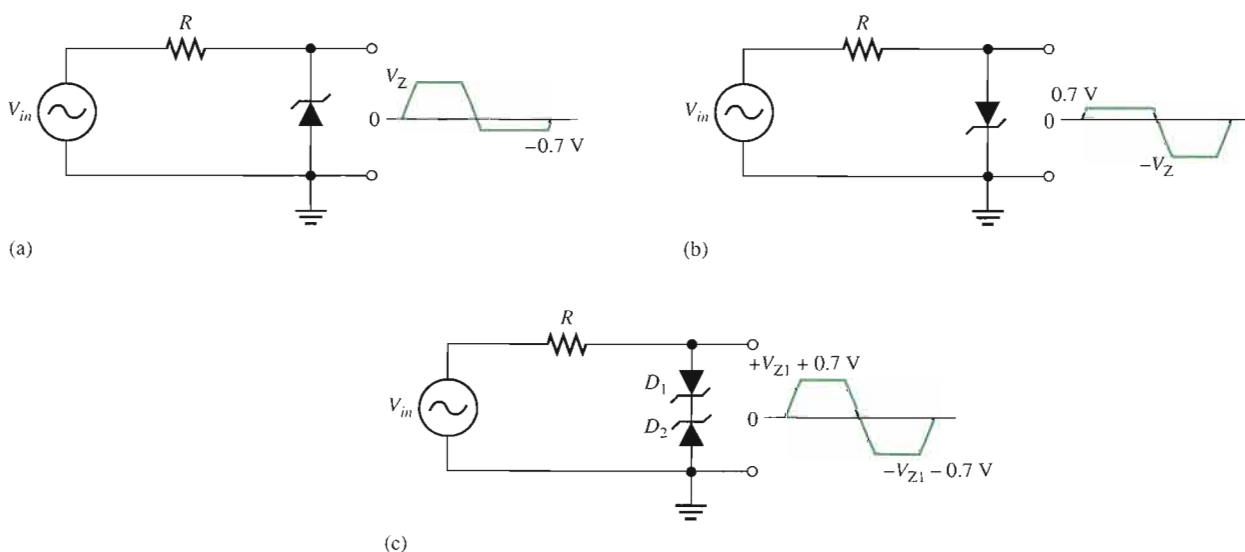 R
V_in
V_Z
0
−0.7 V
(a)
R
V_in
0.7 V
0
−V_Z
(b)
R
V_in
D_1
D_2
+V_Z1 + 0.7 V
0
−V_Z1 − 0.7 V
(c)